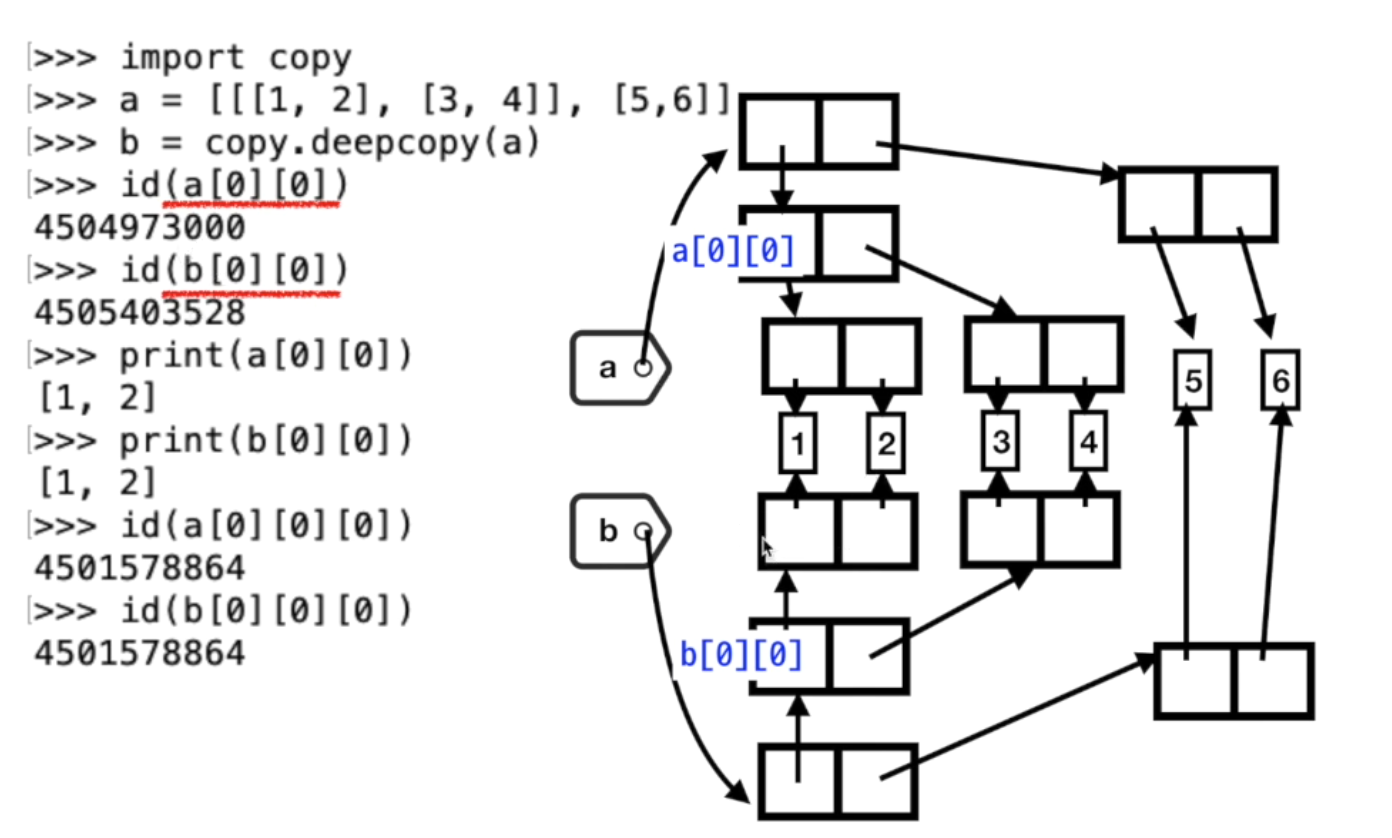 >>> import copy
>>> a = [[[1, 2], [3, 4]], [5,6]]
>>> b = copy.deepcopy(a)
>>> id(a[0][0])
4504973000
>>> id(b[0][0])
4505403528
>>> print(a[0][0])
[1, 2]
>>> print(b[0][0])
[1, 2]
>>> id(a[0][0][0])
4501578864
>>> id(b[0][0][0])
4501578864
a[0][0]
a
5
6
1
2
3
4
b
b[0][0]